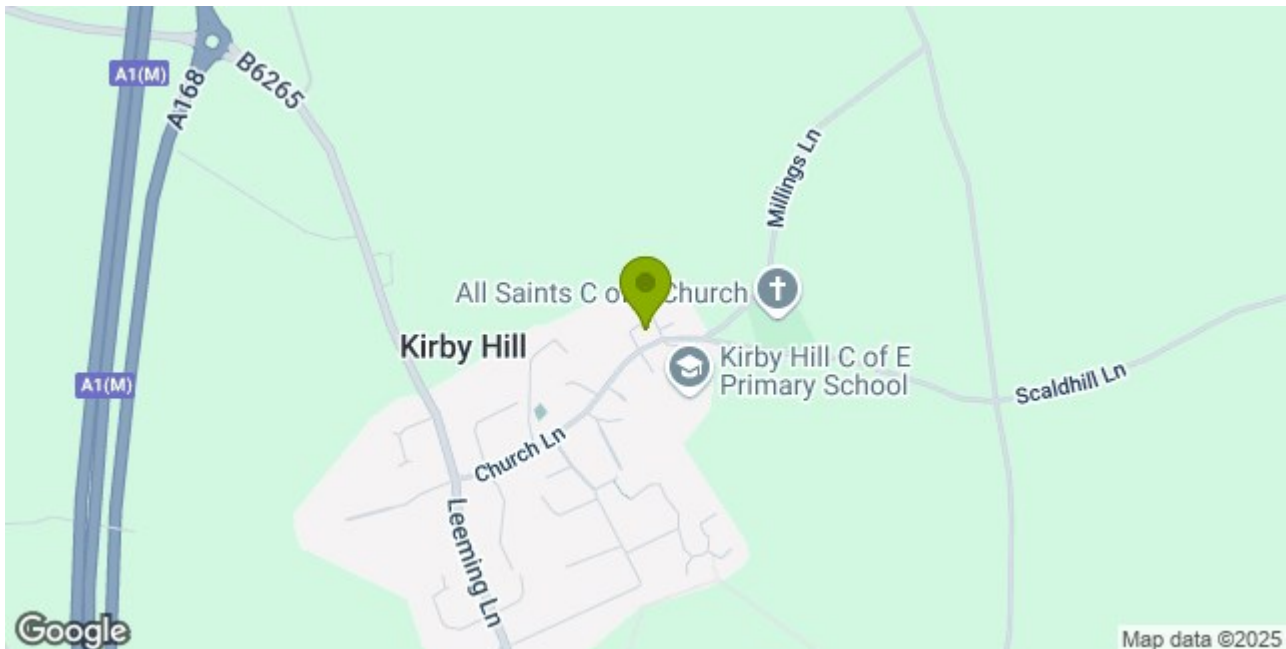 A1(M)
A168
B6265
Millings Ln
All Saints C of Church
Kirby Hill
Kirby Hill C of E
Primary School
A1(M)
Scaldhill Ln
Church Ln
Leeming Ln
Google
Map data ©2025